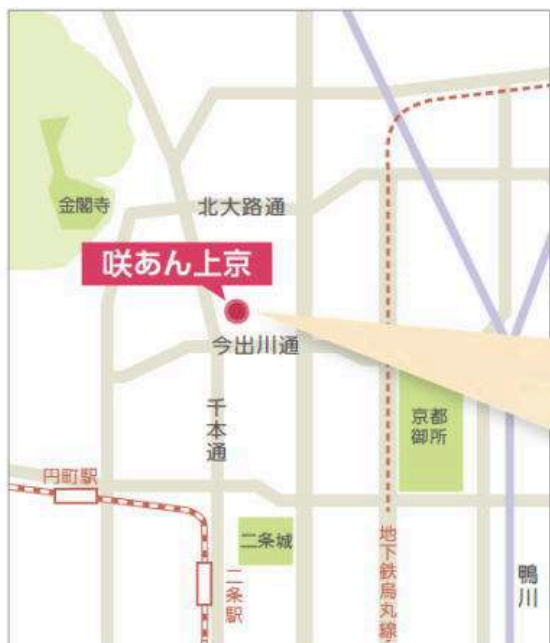 金閣寺
北大路通
咲あん上京
今出川通
千本通
京都
御所
円町駅
二条城
二条駅
地下鉄烏丸線
鴨川